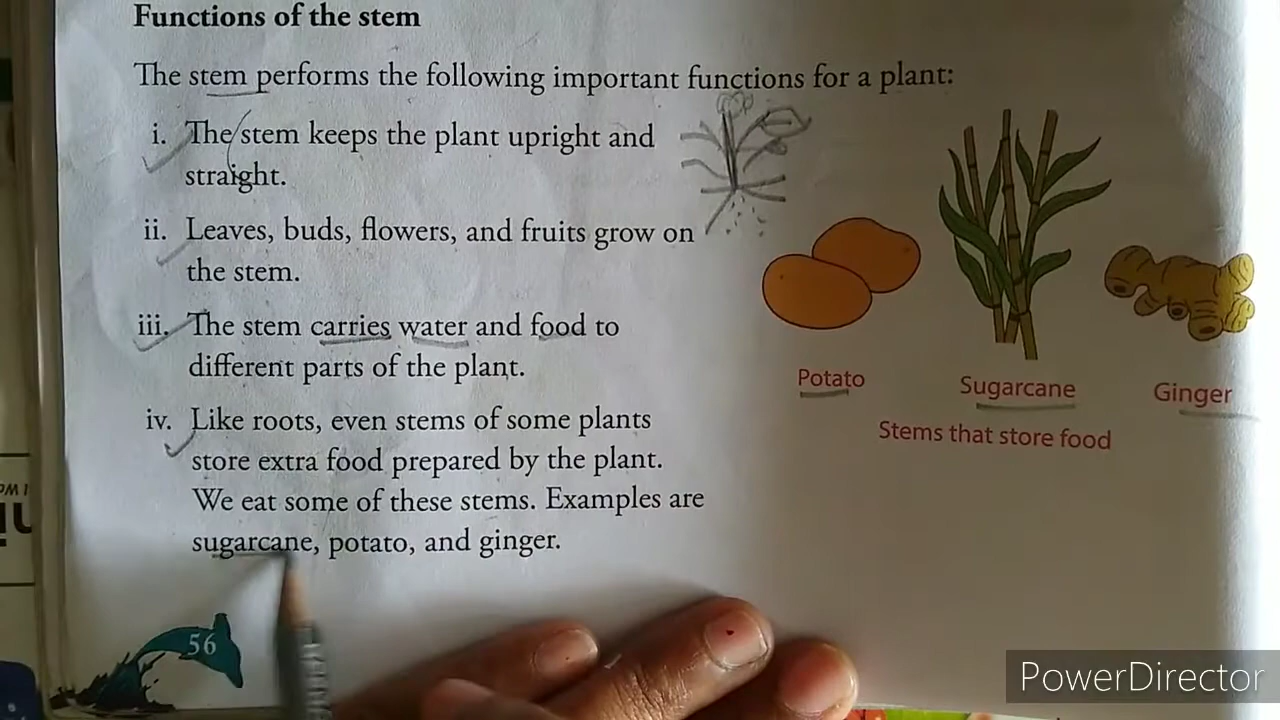 Functions of the stem
The stem performs the following important functions for a plant:
i. The stem keeps the plant upright and
straight.
ii. Leaves, buds, flowers, and fruits grow on
the stem.
iii. The stem carries water and food to
different parts of the plant.
iv. Like roots, even stems of some plants
store extra food prepared by the plant.
We eat some of these stems. Examples are
sugarcane, potato, and ginger.
Potato
Sugarcane
Ginger
Stems that store food
56
PowerDirector